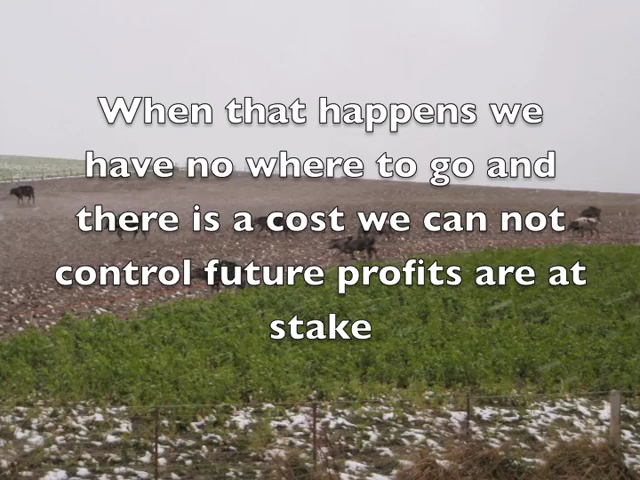 When that happens we
have no where to go and
there is a cost we can not
control future profits are at
stake